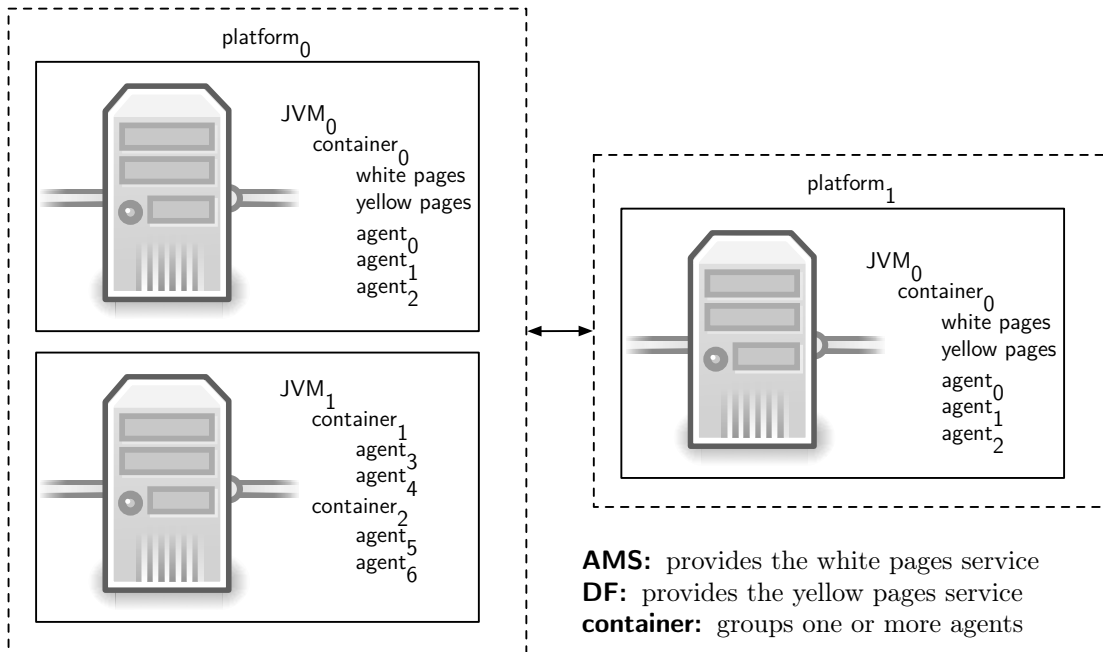 platform0
JVM0
container0
white pages
yellow pages
agent0
agent1
agent2
JVM1
container1
agent3
agent4
container2
agent5
agent6
platform1
JVM0
container0
white pages
yellow pages
agent0
agent1
agent2
AMS: provides the white pages service
DF: provides the yellow pages service
container: groups one or more agents